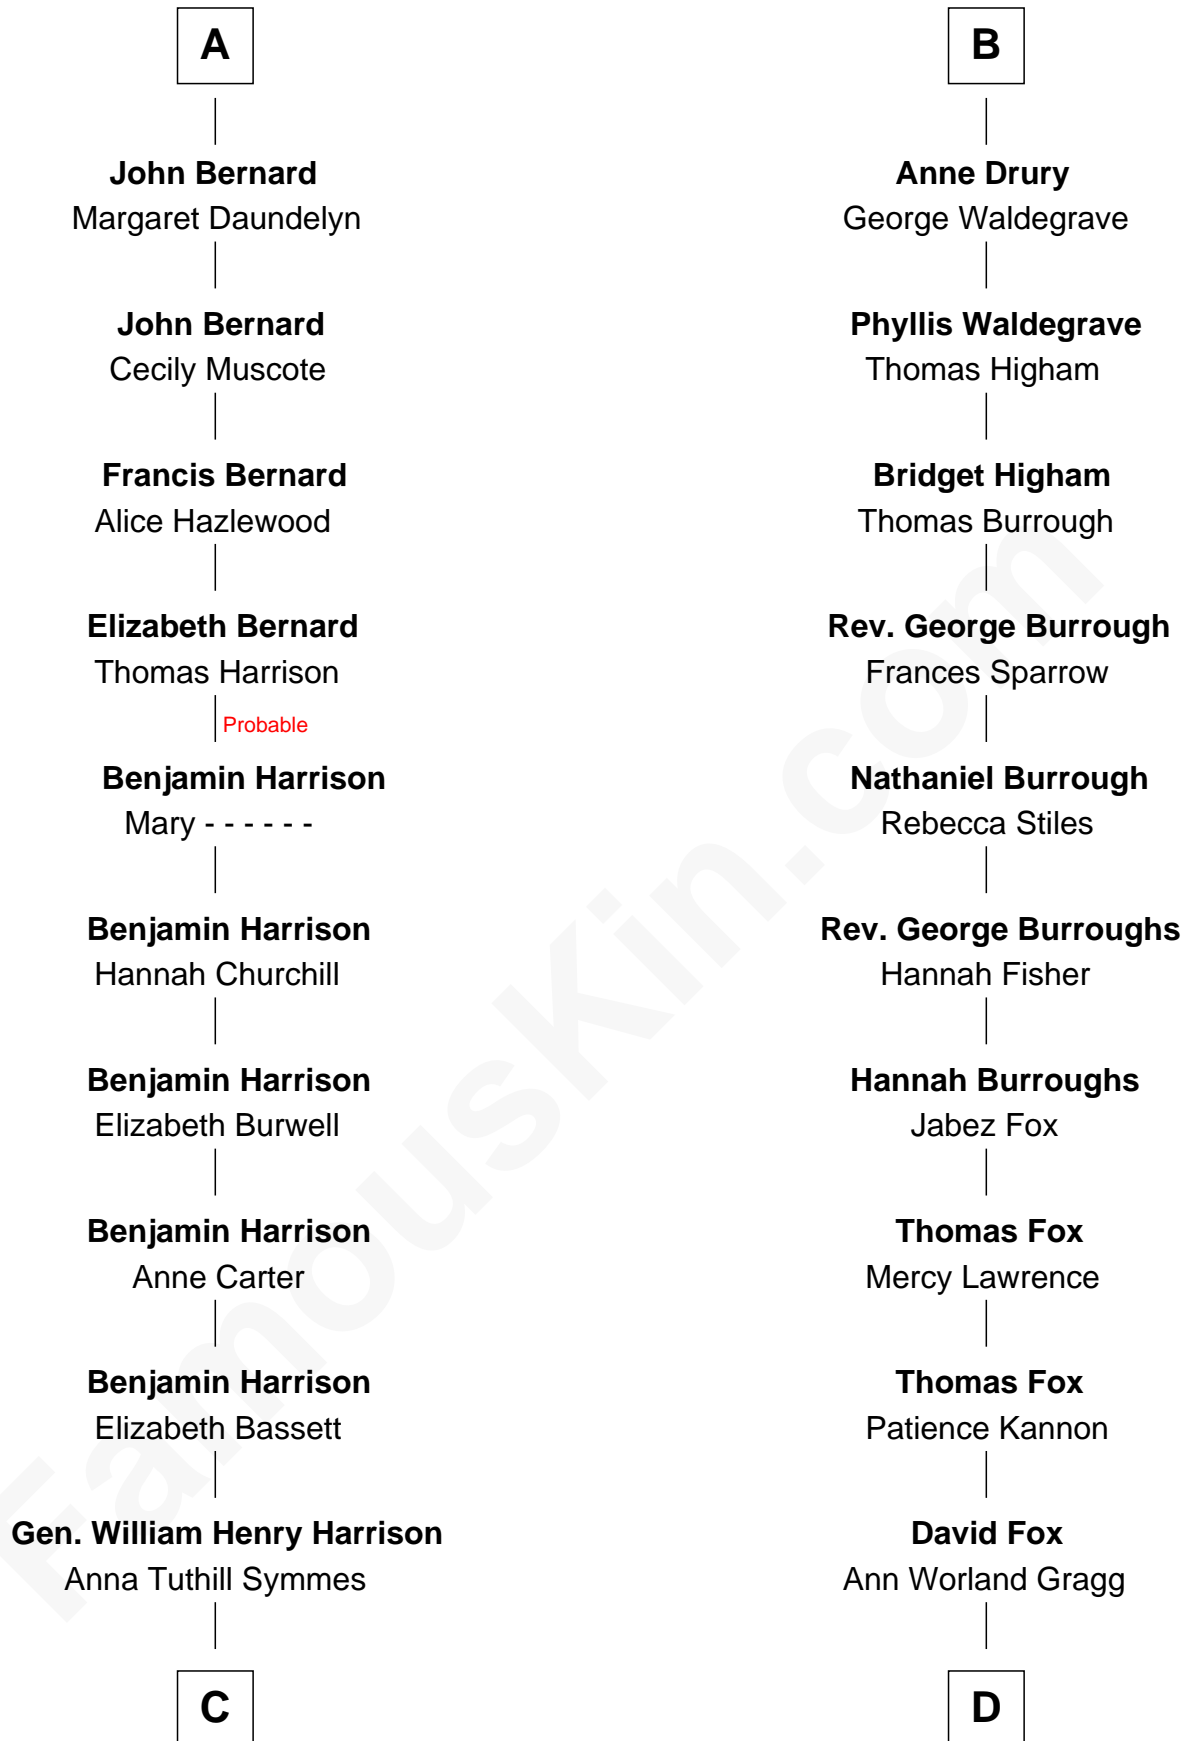 A
John Bernard
Margaret Daundelyn
John Bernard
Cecily Muscote
Francis Bernard
Alice Hazlewood
Elizabeth Bernard
Thomas Harrison
Probable
Benjamin Harrison
Mary - - - - - -
Benjamin Harrison
Hannah Churchill
Benjamin Harrison
Elizabeth Burwell
Benjamin Harrison
Anne Carter
Benjamin Harrison
Elizabeth Bassett
Gen. William Henry Harrison
Anna Tuthill Symmes
C
B
Anne Drury
George Waldegrave
Phyllis Waldegrave
Thomas Higham
Bridget Higham
Thomas Burrough
Rev. George Burrough
Frances Sparrow
Nathaniel Burrough
Rebecca Stiles
Rev. George Burroughs
Hannah Fisher
Hannah Burroughs
Jabez Fox
Thomas Fox
Mercy Lawrence
Thomas Fox
Patience Kannon
David Fox
Ann Worland Gragg
D
FamousKin.com